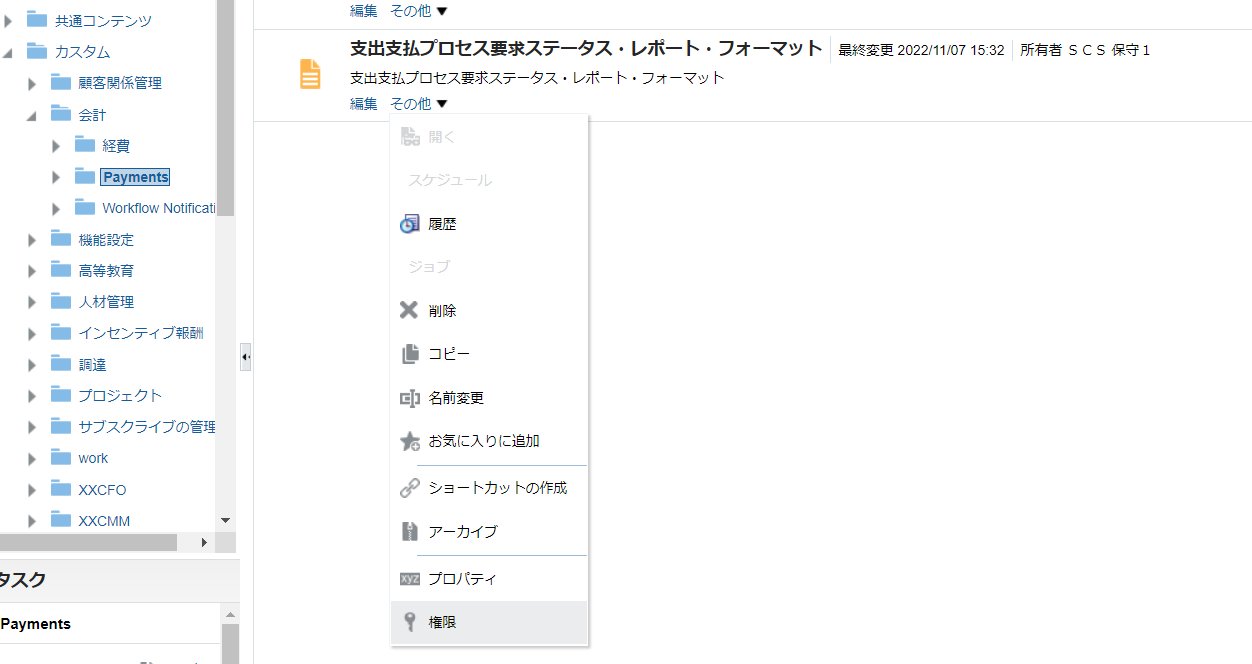 共通コンテンツ
カスタム
顧客関係管理
会計
経費
Payments
Workflow Notificati
機能設定
高等教育
人材管理
インセンティブ報酬
調達
プロジェクト
サブスクライブの管理
work
XXCFO
XXCMM
タスク
Payments
編集 その他
支出支払プロセス要求ステータス・レポート・フォーマット 最終変更 2022/11/07 15:32 所有者 ＳＣＳ 保守１
支出支払プロセス要求ステータス・レポート・フォーマット
編集 その他
開く
スケジュール
履歴
ジョブ
削除
コピー
名前変更
お気に入りに追加
ショートカットの作成
アーカイブ
xyz プロパティ
権限